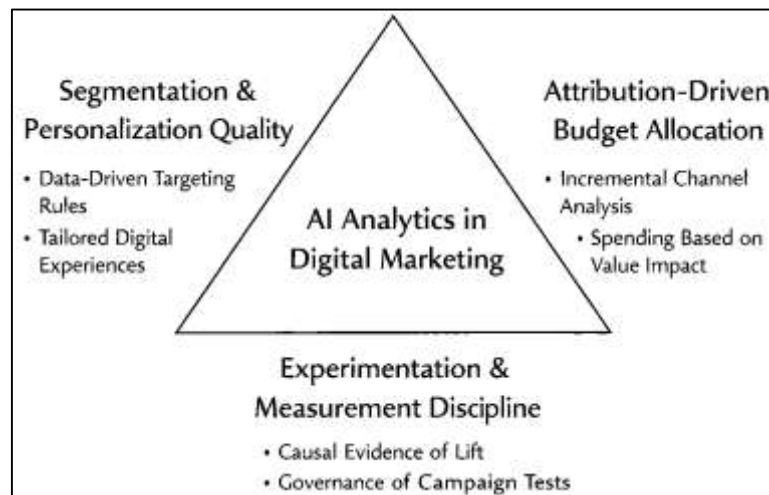 Segmentation &
Personalization Quality
• Data-Driven Targeting
Rules
• Tailored Digital
Experiences
AI Analytics in
Digital Marketing
Attribution-Driven
Budget Allocation
• Incremental Channel
Analysis
• Spending Based on
Value Impact
Experimentation &
Measurement Discipline
• Causal Evidence of Lift
• Governance of Campaign Tests